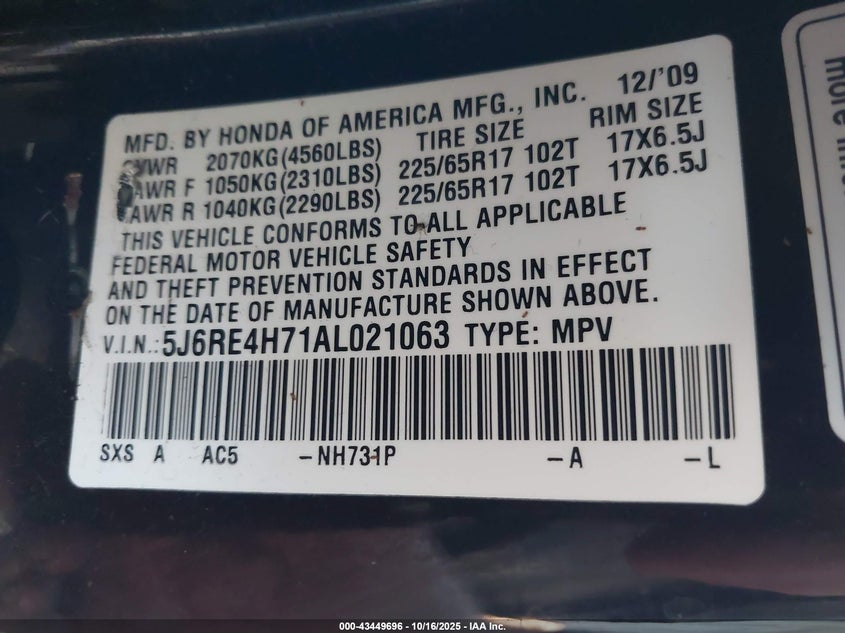 12/'09
MFD. BY HONDA OF AMERICA MFG., INC.
2070KG(4560LBS) TIRE SIZE RIM SIZE
AWR F 1050KG(2310LBS) 225/65R17 102T 17X6.5J
AWR R 1040KG(2290LBS) 225/65R17 102T 17X6.5J
THIS VEHICLE CONFORMS TO ALL APPLICABLE
FEDERAL MOTOR VEHICLE SAFETY
AND THEFT PREVENTION STANDARDS IN EFFECT
ON THE DATE OF MANUFACTURE SHOWN ABOVE.
V.I.N.:5J6RE4H71AL021063 TYPE: MPV
SXS A AC5 -NH731P -A -L
more
000-43449696 - 10/16/2025 - IAA Inc.